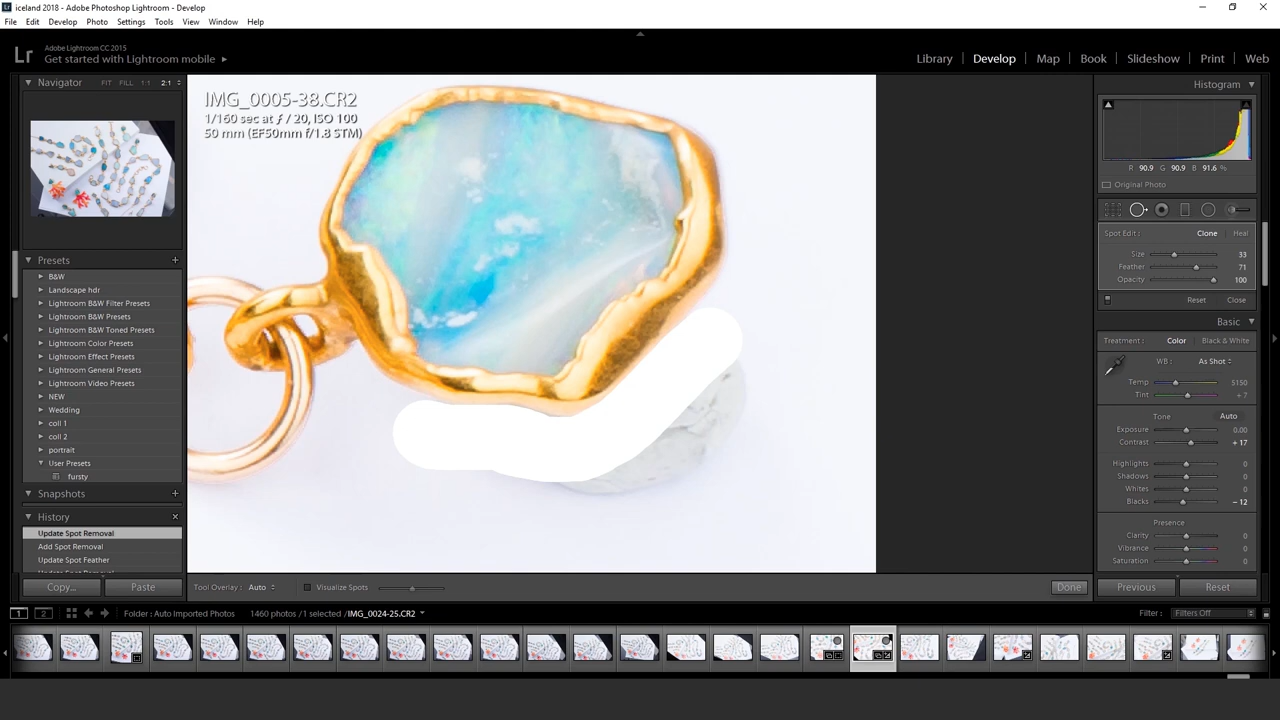 iceland 2018 - Adobe Photoshop Lightroom - Develop
File Edit Develop Photo Settings Tools View Window Help
Lr
Adobe Lightroom CC 2015
Get started with Lightroom mobile
Library Develop Map Book Slideshow Print Web
Navigator FIT FILL 1:1 2:1
Presets
B&W
Landscape hdr
Lightroom B&W Filter Presets
Lightroom B&W Presets
Lightroom B&W Toned Presets
Lightroom Color Presets
Lightroom Effect Presets
Lightroom General Presets
Lightroom Video Presets
NEW
Wedding
coll 1
coll 2
portrait
User Presets
fursty
Snapshots
History
Update Spot Removal
Add Spot Removal
Update Spot Feather
Copy... Paste
IMG_0005-38.CR2
1/160 sec at ƒ / 20, ISO 100
50 mm (EF50mm f/1.8 STM)
Tool Overlay : Auto Visualize Spots Done
Histogram
R 90.9 G 90.9 B 91.6 %
Original Photo
Spot Edit : Clone Heal
Size 33
Feather 71
Opacity 100
Reset Close
Basic
Treatment : Color Black & White
WB : As Shot
Temp 5150
Tint + 7
Tone Auto
Exposure 0.00
Contrast + 17
Highlights 0
Shadows 0
Whites 0
Blacks – 12
Presence
Clarity 0
Vibrance 0
Saturation 0
Previous Reset
1 2 Folder : Auto Imported Photos 1460 photos / 1 selected / IMG_0024-25.CR2 Filter : Filters Off